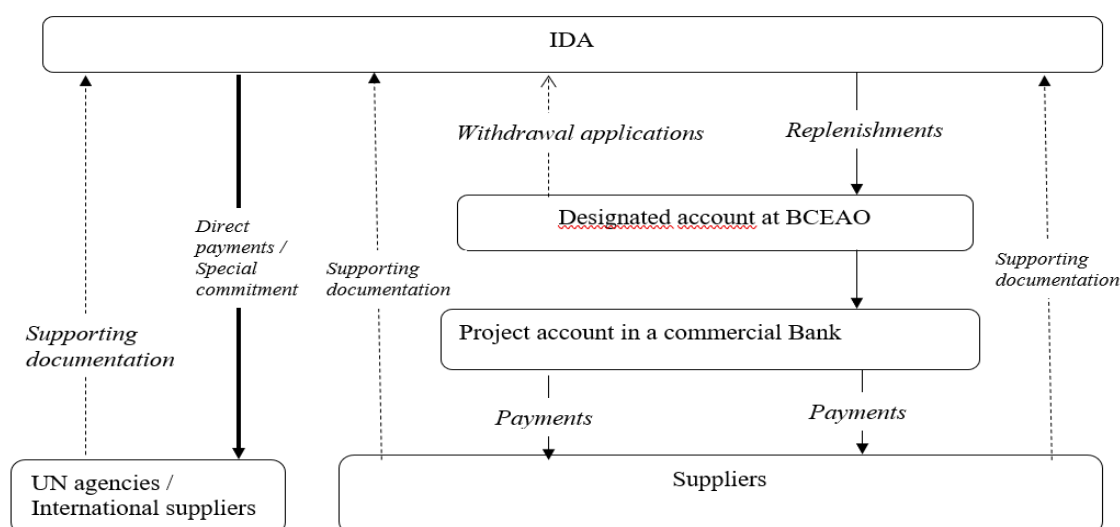 IDA
Withdrawal applications
Replenishments
Designated account at BCEAO
Direct
payments /
Special
commitment
Supporting
documentation
Supporting
documentation
Supporting
documentation
Project account in a commercial Bank
Payments
Payments
UN agencies /
International suppliers
Suppliers